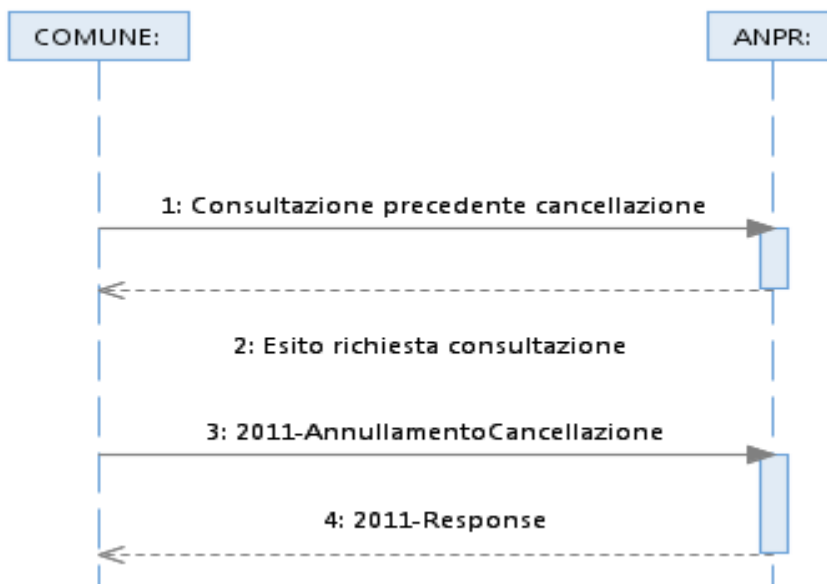 COMUNE:
ANPR:
1: Consultazione precedente cancellazione
2: Esito richiesta consultazione
3: 2011-AnnullamentoCancellazione
4: 2011-Response